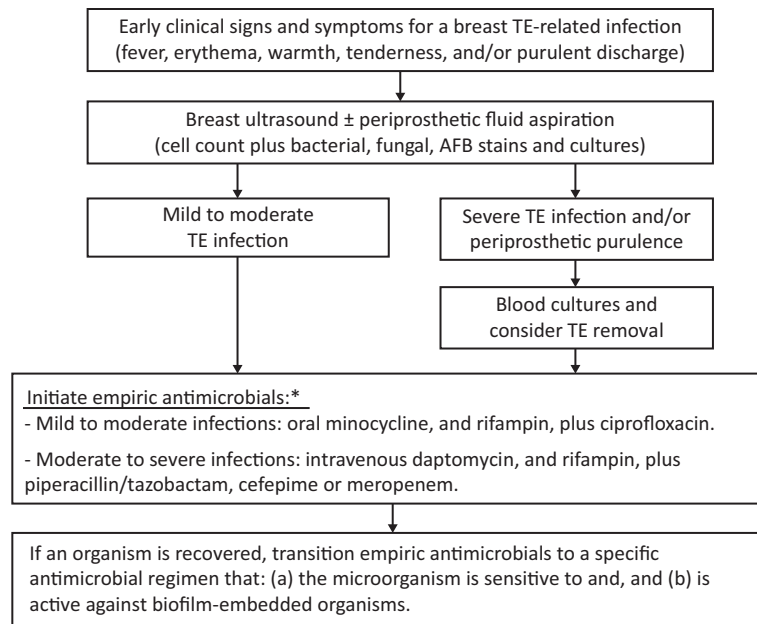 Early clinical signs and symptoms for a breast TE-related infection
(fever, erythema, warmth, tenderness, and/or purulent discharge)
Breast ultrasound ± periprosthetic fluid aspiration
(cell count plus bacterial, fungal, AFB stains and cultures)
Mild to moderate
TE infection
Severe TE infection and/or
periprosthetic purulence
Blood cultures and
consider TE removal
Initiate empiric antimicrobials:*
- Mild to moderate infections: oral minocycline, and rifampin, plus ciprofloxacin.
- Moderate to severe infections: intravenous daptomycin, and rifampin, plus
piperacillin/tazobactam, cefepime or meropenem.
If an organism is recovered, transition empiric antimicrobials to a specific
antimicrobial regimen that: (a) the microorganism is sensitive to and, and (b) is
active against biofilm-embedded organisms.